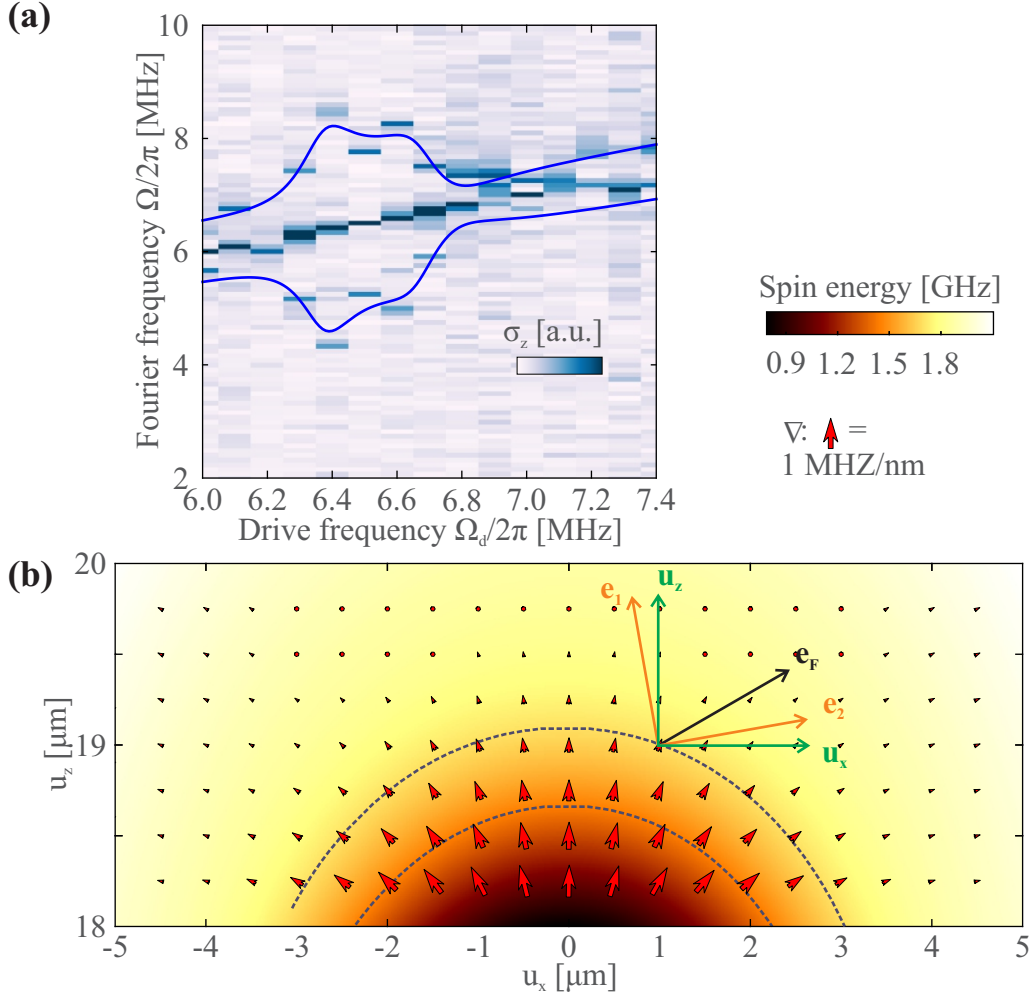 (a)
10
8
6
4
2
Fourier frequency Ω/2π [MHz]
σz [a.u.]
6.0 6.2 6.4 6.6 6.8 7.0 7.2 7.4
Drive frequency Ωd/2π [MHz]
Spin energy [GHz]
0.9 1.2 1.5 1.8
∇: =
1 MHZ/nm
(b)
20
19
18
uz [μm]
e1
uz
eF
e2
ux
-5 -4 -3 -2 -1 0 1 2 3 4 5
ux [μm]